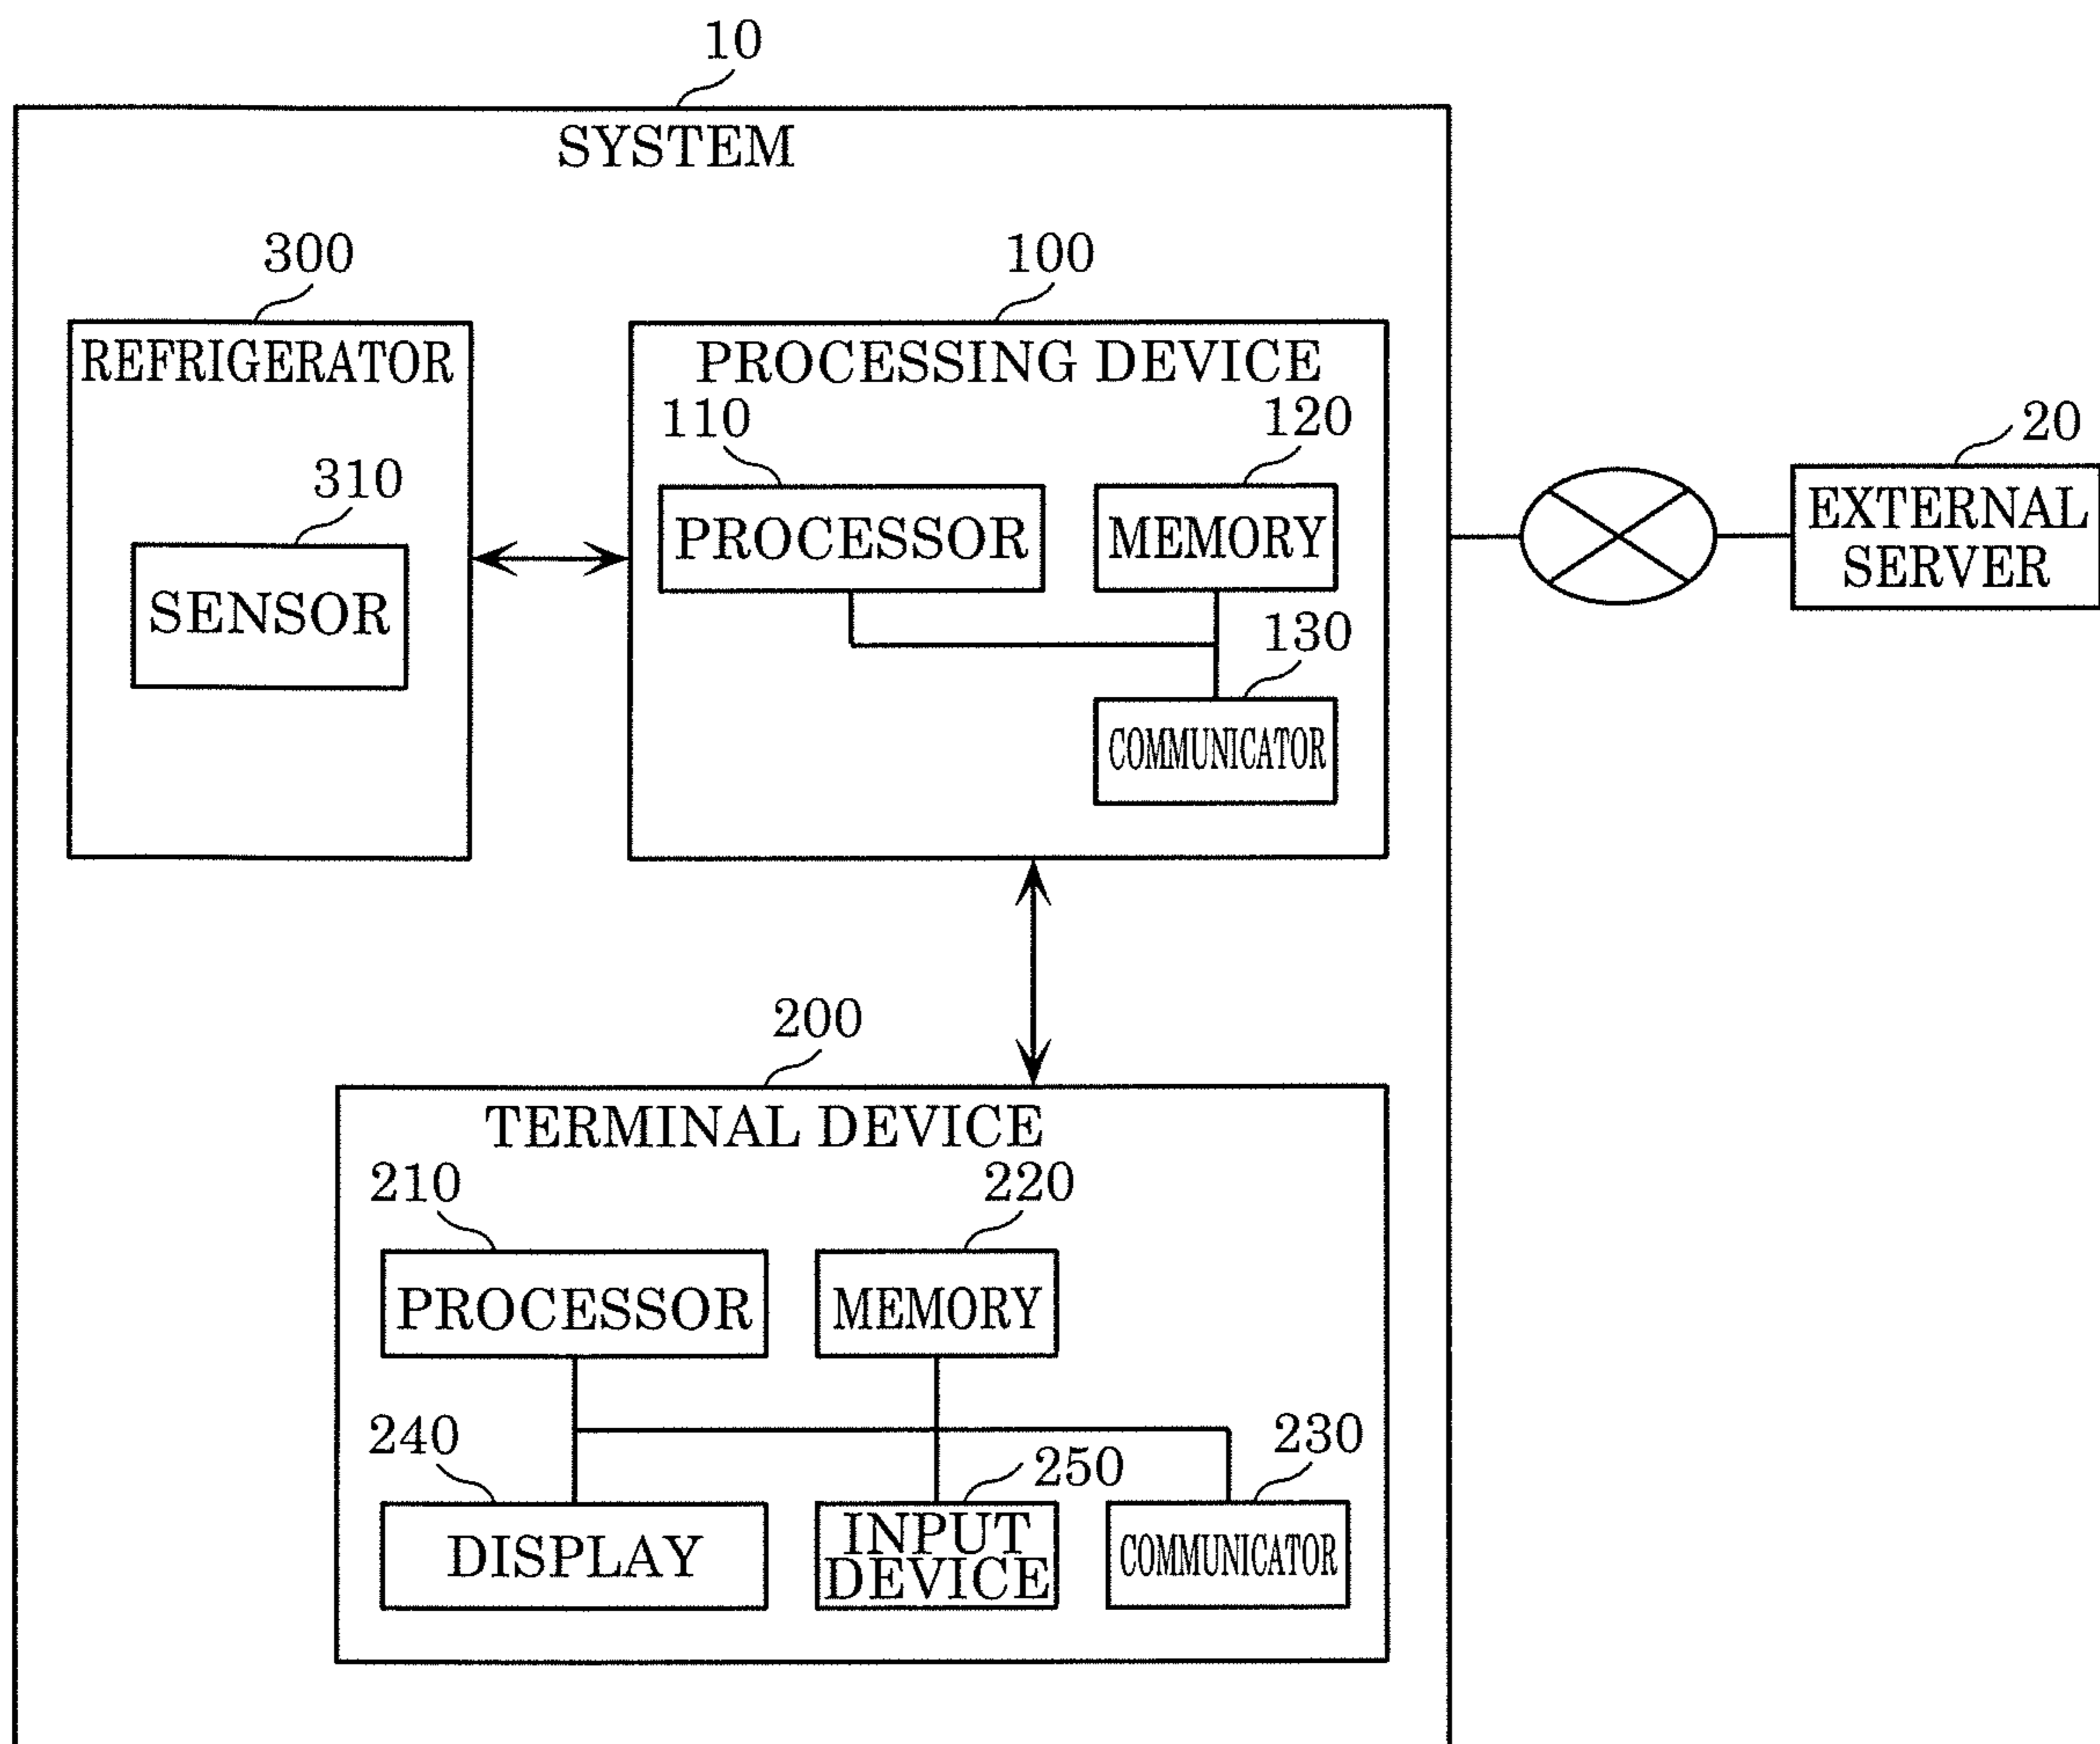 10
SYSTEM
300
100
REFRIGERATOR
PROCESSING DEVICE
110
120
20
310
PROCESSOR
MEMORY
EXTERNAL
SERVER
SENSOR
130
COMMUNICATOR
200
TERMINAL DEVICE
210
220
PROCESSOR
MEMORY
240
250
230
DISPLAY
INPUT
DEVICE
COMMUNICATOR